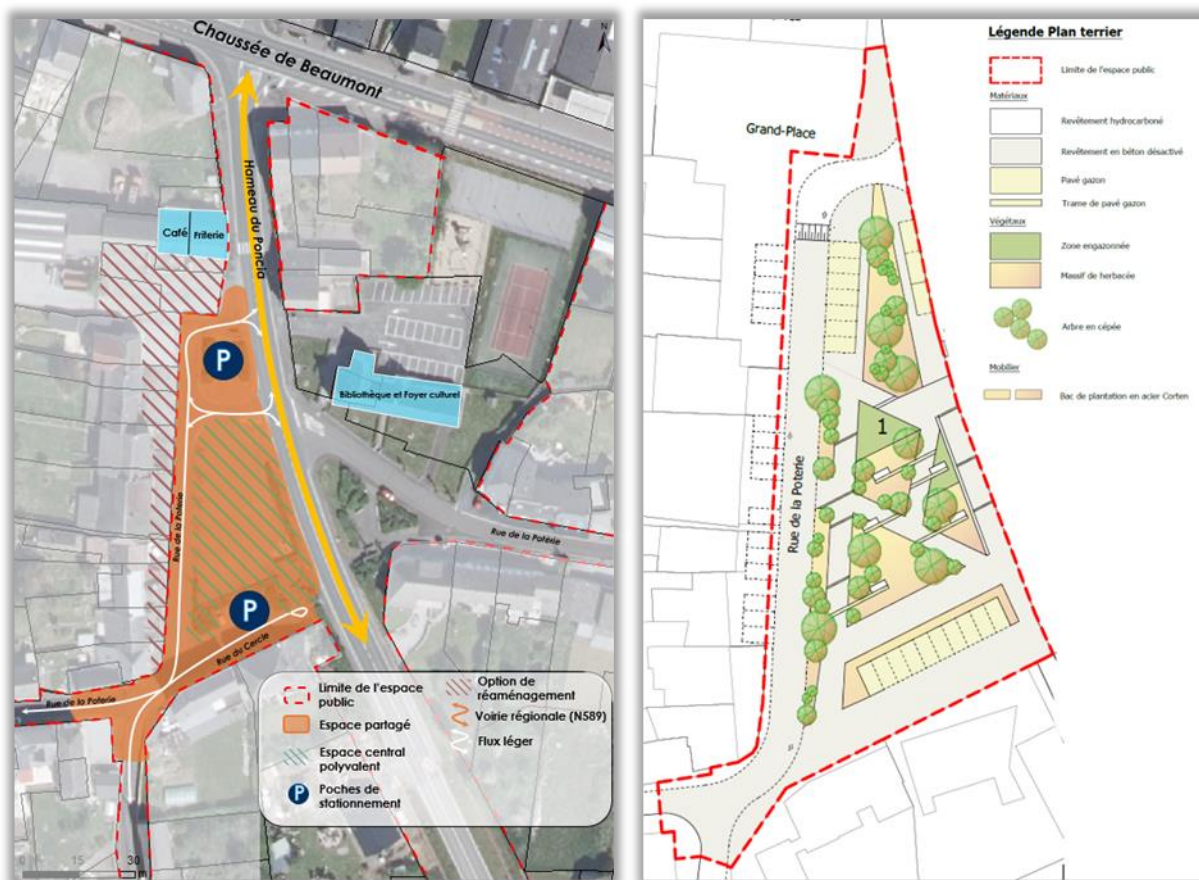 Chaussée de Beaumont
Hameau du Poncia
Café
Friterie
P
Bibliothèque et Foyer culturel
Rue de la Poterie
Rue de la Poterie
P
Rue du Cercle
Rue de la Poterie
Limite de l'espace
public
Espace partagé
Espace central
polyvalent
P Poches de
stationnement
Option de
réaménagement
Voirie régionale (N589)
Flux léger
0 15 30
Grand-Place
Rue de la Poterie
1
Légende Plan terrier
Limite de l'espace public
Matériaux
Revêtement hydrocarboné
Revêtement en béton désactivé
Pavé gazon
Trame de pavé gazon
Végétaux
Zone engazonnée
Massif de herbacée
Arbre en cépée
Mobilier
Bac de plantation en acier Corten